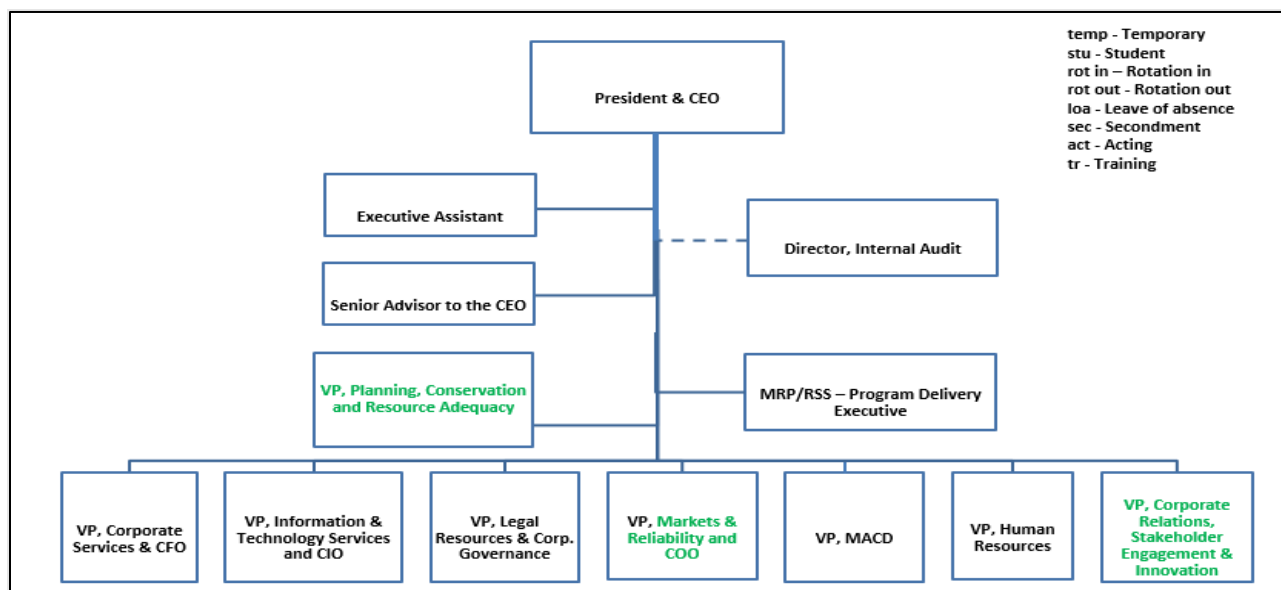 temp - Temporary
stu - Student
rot in – Rotation in
rot out - Rotation out
loa - Leave of absence
sec - Secondment
act - Acting
tr - Training
President & CEO
Executive Assistant
Director, Internal Audit
Senior Advisor to the CEO
VP, Planning, Conservation
and Resource Adequacy
MRP/RSS – Program Delivery
Executive
VP, Corporate
Services & CFO
VP, Information &
Technology Services
and CIO
VP, Legal
Resources & Corp.
Governance
VP, Markets &
Reliability and
COO
VP, MACD
VP, Human
Resources
VP, Corporate
Relations,
Stakeholder
Engagement &
Innovation